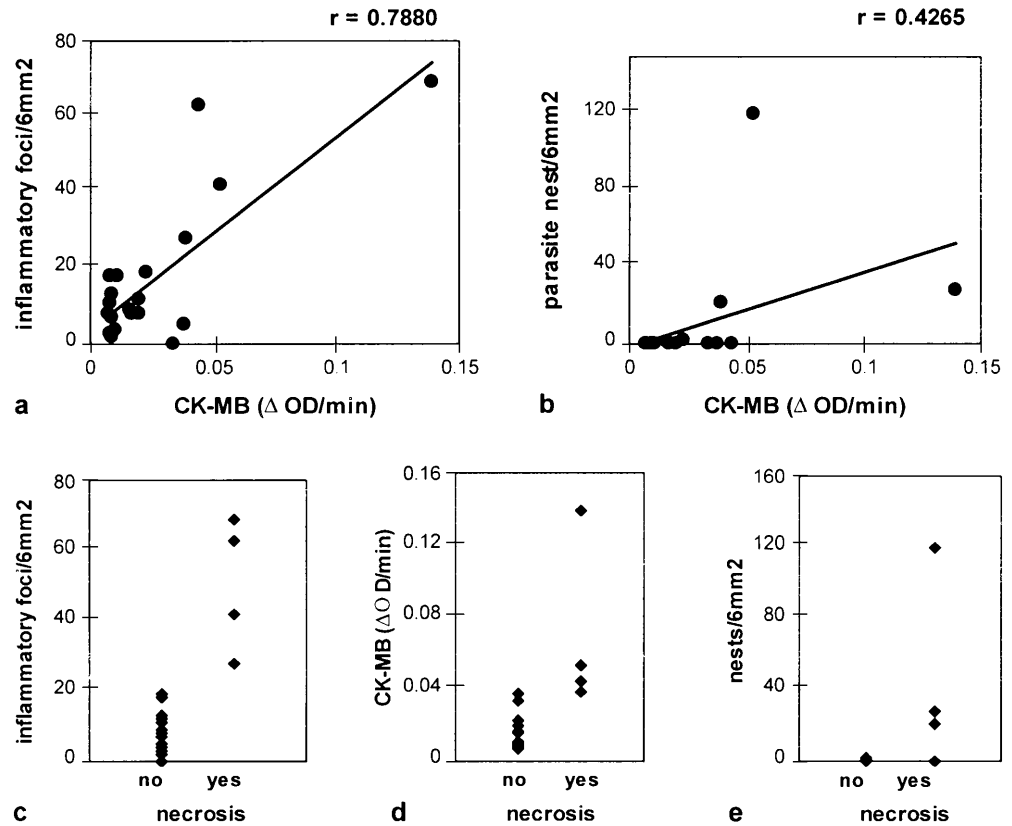 r = 0.7880
inflammatory foci/6mm2
80
60
40
20
0
0
0.05
0.1
0.15
CK-MB (Δ OD/min)
a
r = 0.4265
parasite nest/6mm2
120
80
40
0
0
0.05
0.1
0.15
CK-MB (Δ OD/min)
b
inflammatory foci/6mm2
80
60
40
20
0
no yes
necrosis
c
CK-MB (ΔO D/min)
0.16
0.12
0.08
0.04
0
no yes
necrosis
d
nests/6mm2
160
120
80
40
0
no yes
necrosis
e